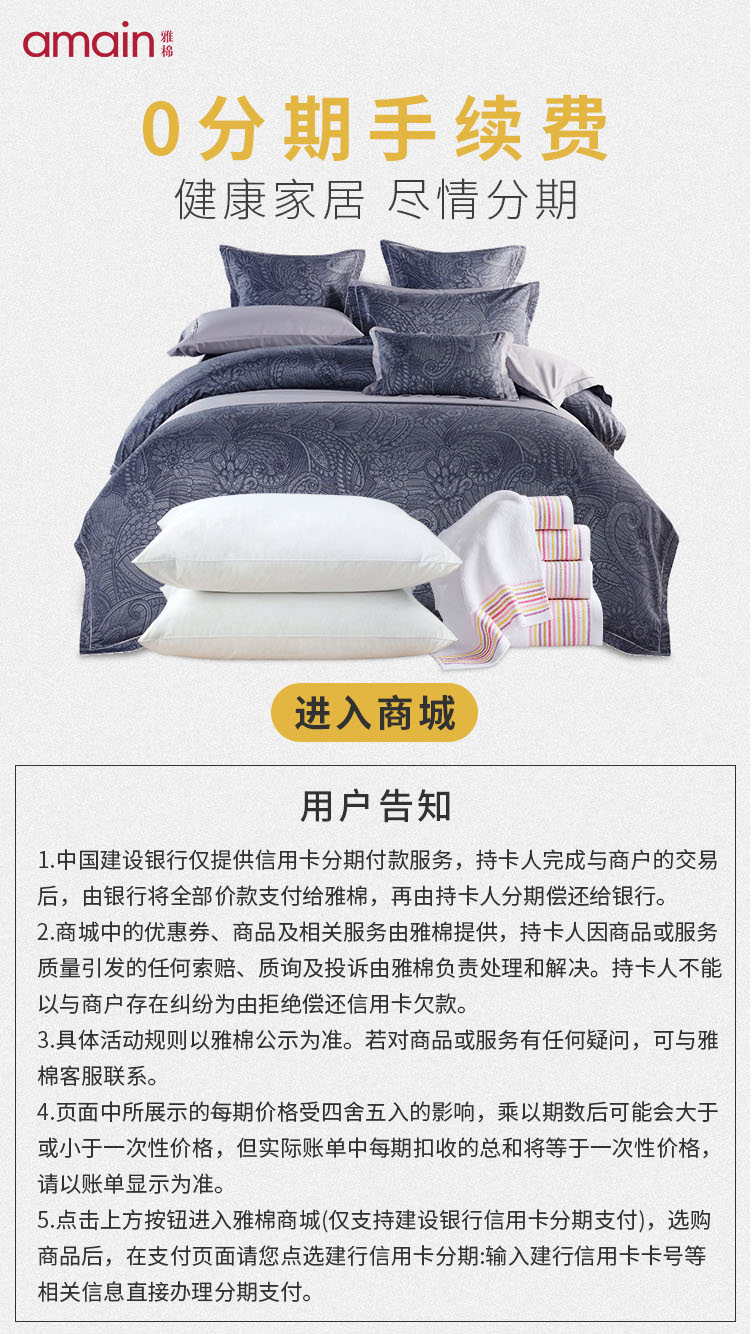 amain 雅棉
0分期手续费
健康家居 尽情分期
进入商城
用户告知
1.中国建设银行仅提供信用卡分期付款服务，持卡人完成与商户的交易
后，由银行将全部价款支付给雅棉，再由持卡人分期偿还给银行。
2.商城中的优惠券、商品及相关服务由雅棉提供，持卡人因商品或服务
质量引发的任何索赔、质询及投诉由雅棉负责处理和解决。持卡人不能
以与商户存在纠纷为由拒绝偿还信用卡欠款。
3.具体活动规则以雅棉公示为准。若对商品或服务有任何疑问，可与雅
棉客服联系。
4.页面中所展示的每期价格受四舍五入的影响，乘以期数后可能会大于
或小于一次性价格，但实际账单中每期扣收的总和将等于一次性价格，
请以账单显示为准。
5.点击上方按钮进入雅棉商城(仅支持建设银行信用卡分期支付)，选购
商品后，在支付页面请您点选建行信用卡分期:输入建行信用卡卡号等
相关信息直接办理分期支付。